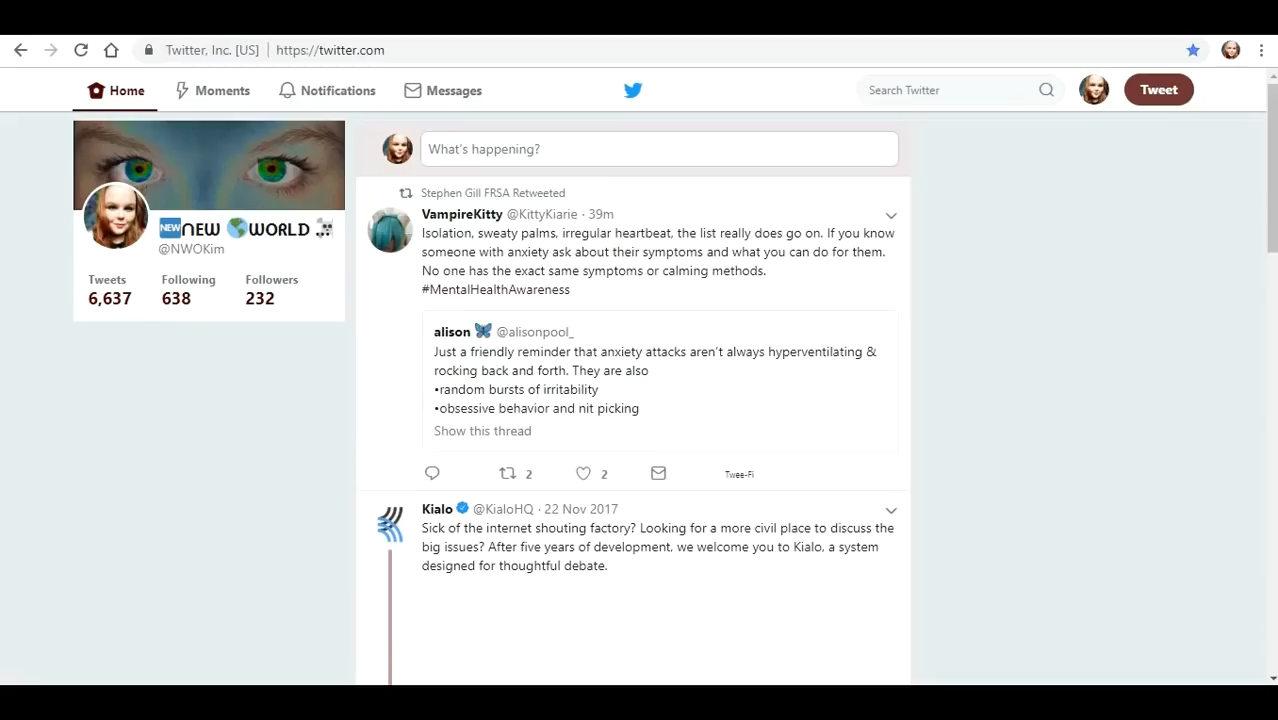 Twitter, Inc. [US] | https://twitter.com
Home Moments Notifications Messages Search Twitter Tweet
What's happening?
Stephen Gill FRSA Retweeted
VampireKitty @KittyKiarie · 39m
Isolation, sweaty palms, irregular heartbeat, the list really does go on. If you know
someone with anxiety ask about their symptoms and what you can do for them.
No one has the exact same symptoms or calming methods.
#MentalHealthAwareness
alison 🦋 @alisonpool_
Just a friendly reminder that anxiety attacks aren't always hyperventilating &
rocking back and forth. They are also
•random bursts of irritability
•obsessive behavior and nit picking
Show this thread
2 2 Twee-Fi
Kialo @KialoHQ · 22 Nov 2017
Sick of the internet shouting factory? Looking for a more civil place to discuss the
big issues? After five years of development, we welcome you to Kialo, a system
designed for thoughtful debate.
🆕ՈEW 🌎WORLD ☠
@NWOKim
Tweets Following Followers
6,637 638 232